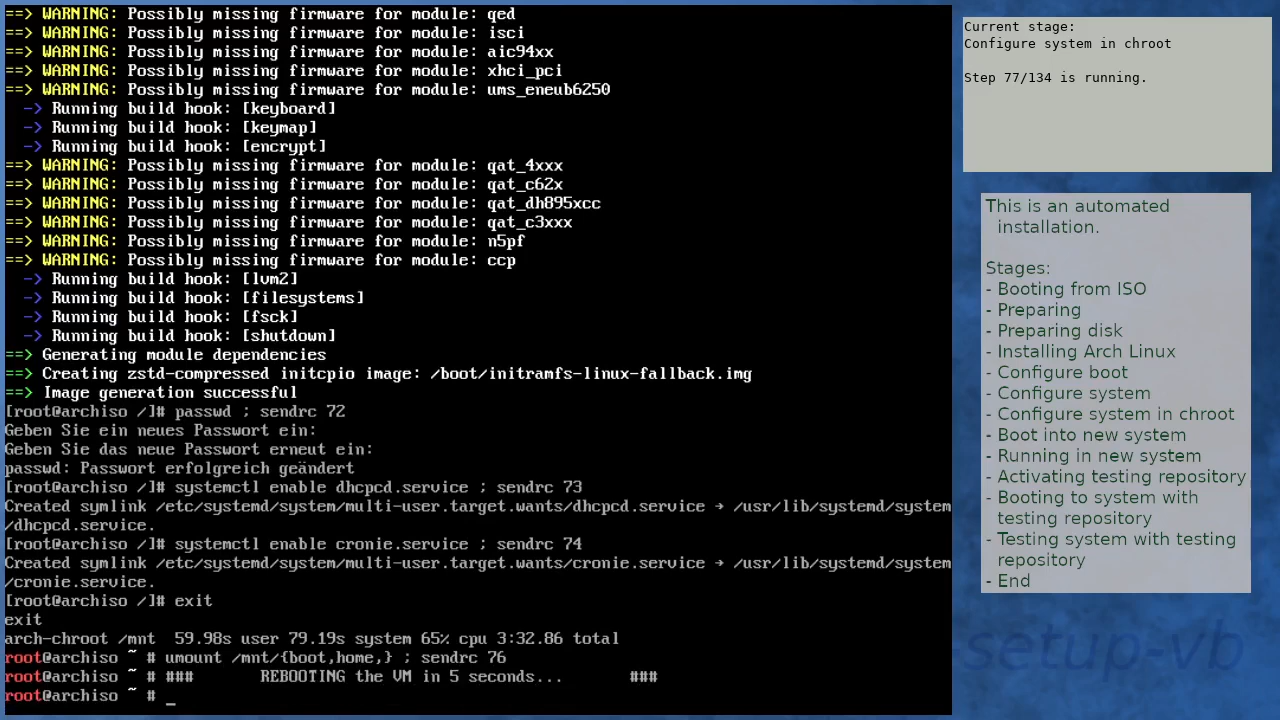 ==> WARNING: Possibly missing firmware for module: qed
==> WARNING: Possibly missing firmware for module: isci
==> WARNING: Possibly missing firmware for module: aic94xx
==> WARNING: Possibly missing firmware for module: xhci_pci
==> WARNING: Possibly missing firmware for module: ums_eneub6250
  -> Running build hook: [keyboard]
  -> Running build hook: [keymap]
  -> Running build hook: [encrypt]
==> WARNING: Possibly missing firmware for module: qat_4xxx
==> WARNING: Possibly missing firmware for module: qat_c62x
==> WARNING: Possibly missing firmware for module: qat_dh895xcc
==> WARNING: Possibly missing firmware for module: qat_c3xxx
==> WARNING: Possibly missing firmware for module: n5pf
==> WARNING: Possibly missing firmware for module: ccp
  -> Running build hook: [lvm2]
  -> Running build hook: [filesystems]
  -> Running build hook: [fsck]
  -> Running build hook: [shutdown]
==> Generating module dependencies
==> Creating zstd-compressed initcpio image: /boot/initramfs-linux-fallback.img
==> Image generation successful
[root@archiso /]# passwd ; sendrc 72
Geben Sie ein neues Passwort ein:
Geben Sie das neue Passwort erneut ein:
passwd: Passwort erfolgreich geändert
[root@archiso /]# systemctl enable dhcpcd.service ; sendrc 73
Created symlink /etc/systemd/system/multi-user.target.wants/dhcpcd.service → /usr/lib/systemd/system
/dhcpcd.service.
[root@archiso /]# systemctl enable cronie.service ; sendrc 74
Created symlink /etc/systemd/system/multi-user.target.wants/cronie.service → /usr/lib/systemd/system
/cronie.service.
[root@archiso /]# exit
exit
arch-chroot /mnt  59.98s user 79.19s system 65% cpu 3:32.86 total
root@archiso ~ # umount /mnt/{boot,home,} ; sendrc 76
root@archiso ~ # ###       REBOOTING the VM in 5 seconds...       ###
root@archiso ~ # _
Current stage:
Configure system in chroot
Step 77/134 is running.
This is an automated
installation.
Stages:
- Booting from ISO
- Preparing
- Preparing disk
- Installing Arch Linux
- Configure boot
- Configure system
- Configure system in chroot
- Boot into new system
- Running in new system
- Activating testing repository
- Booting to system with
testing repository
- Testing system with testing
repository
- End
setup-vb